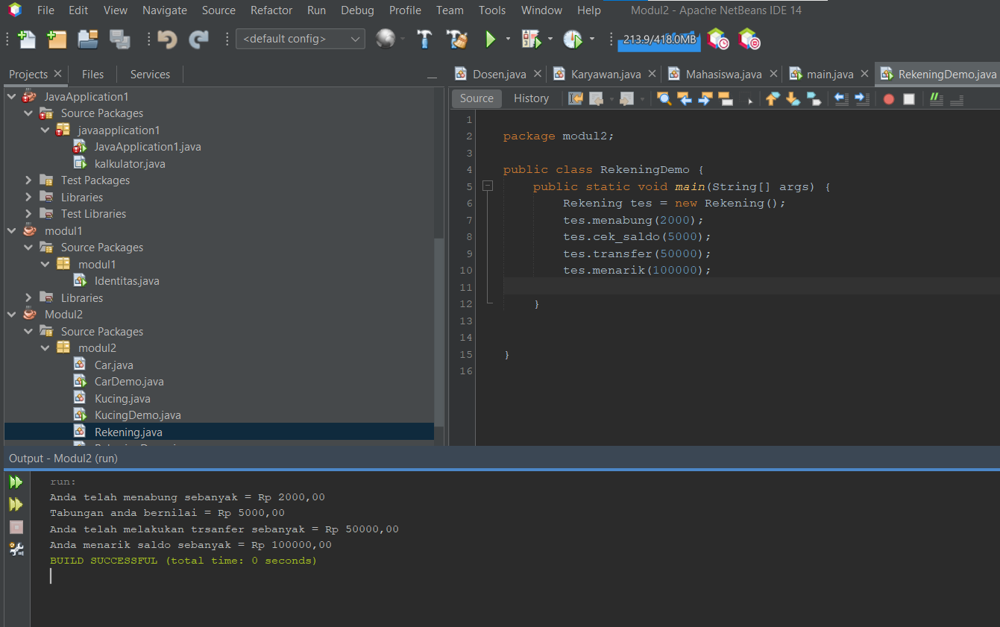 File Edit View Navigate Source Refactor Run Debug Profile Team Tools Window Help Modul2 - Apache NetBeans IDE 14
<default config> 213.9/418.0MB
Projects Files Services
Dosen.java Karyawan.java Mahasiswa.java main.java RekeningDemo.java
Source History
JavaApplication1
Source Packages
javaapplication1
JavaApplication1.java
kalkulator.java
Test Packages
Libraries
Test Libraries
modul1
Source Packages
modul1
Identitas.java
Libraries
Modul2
Source Packages
modul2
Car.java
CarDemo.java
Kucing.java
KucingDemo.java
Rekening.java
1
2 package modul2;
3
4 public class RekeningDemo {
5 public static void main(String[] args) {
6 Rekening tes = new Rekening();
7 tes.menabung(2000);
8 tes.cek_saldo(5000);
9 tes.transfer(50000);
10 tes.menarik(100000);
11
12 }
13
14
15 }
16
Output - Modul2 (run)
run:
Anda telah menabung sebanyak = Rp 2000,00
Tabungan anda bernilai = Rp 5000,00
Anda telah melakukan trsanfer sebanyak = Rp 50000,00
Anda menarik saldo sebanyak = Rp 100000,00
BUILD SUCCESSFUL (total time: 0 seconds)